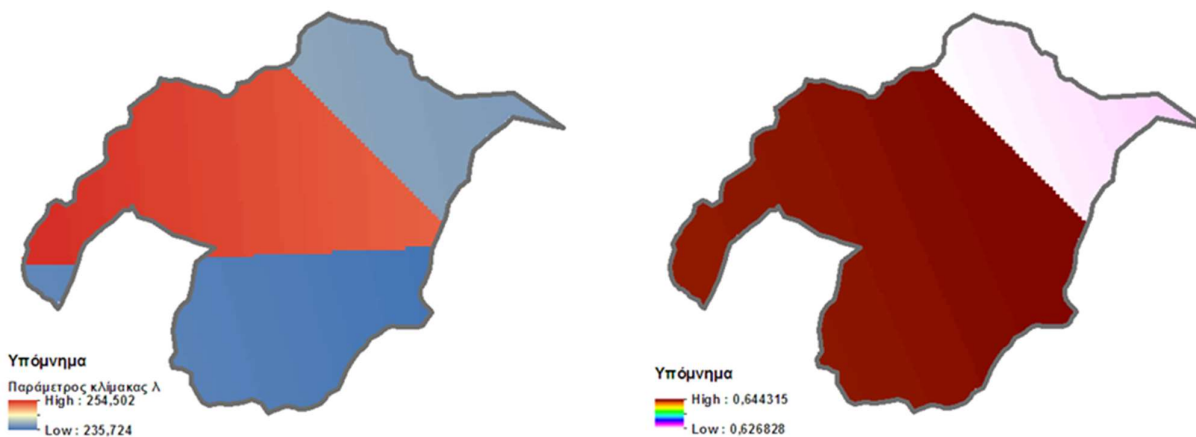 Υπόμνημα
Παράμετρος κλίμακας λ
High : 254,502
Low : 235,724
Υπόμνημα
High : 0,644315
Low : 0,626828